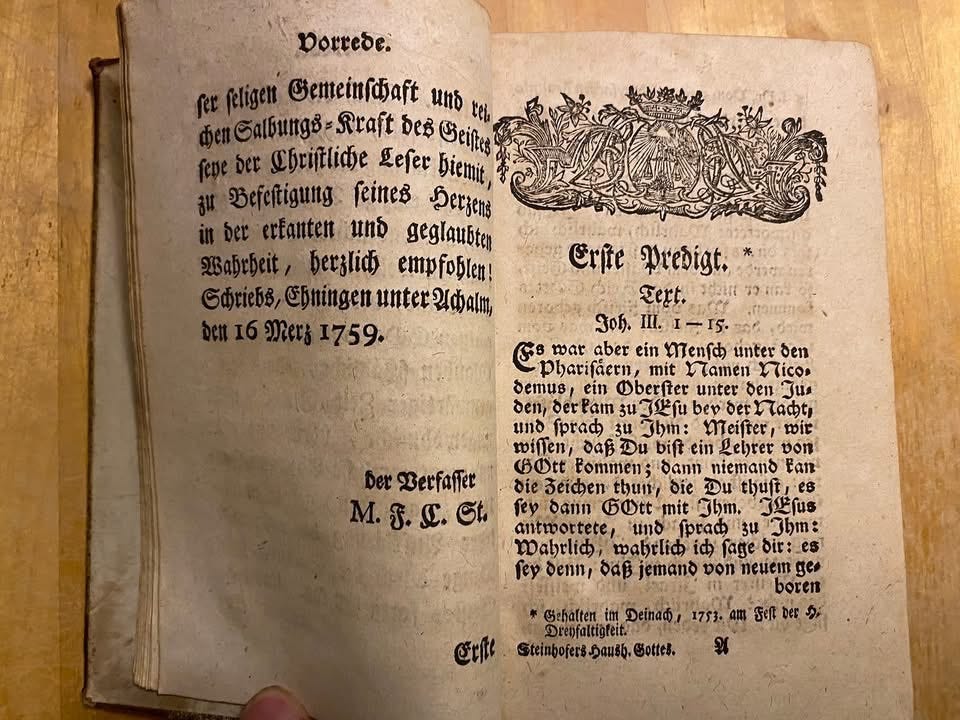 Vorrede.
ser seligen Gemeinschaft und rei-
chen Salbungs-Kraft des Geistes
seye der Christliche Leser hiemit,
zu Befestigung seines Herzens
in der erkanten und geglaubten
Wahrheit, herzlich empfohlen!
Schriebs, Ehningen unter Achalm,
den 16 Merz 1759.
der Verfasser
M. F. C. St.
Erste
Erste Predigt. *
Text.
Joh. III. 1–15.
Es war aber ein Mensch unter den
Pharisäern, mit Namen Nico-
demus, ein Oberster unter den Ju-
den, der kam zu JEsu bey der Nacht,
und sprach zu Ihm: Meister, wir
wissen, daß Du bist ein Lehrer von
GOtt kommen; dann niemand kan
die Zeichen thun, die Du thust, es
sey dann GOtt mit Ihm. JEsus
antwortete, und sprach zu Ihm:
Wahrlich, wahrlich ich sage dir: es
sey denn, daß jemand von neuem ge-
boren
* Gehalten im Deinach, 1753. am Fest der H.
Dreyfaltigkeit.
Steinhofers Haush. Gottes. A